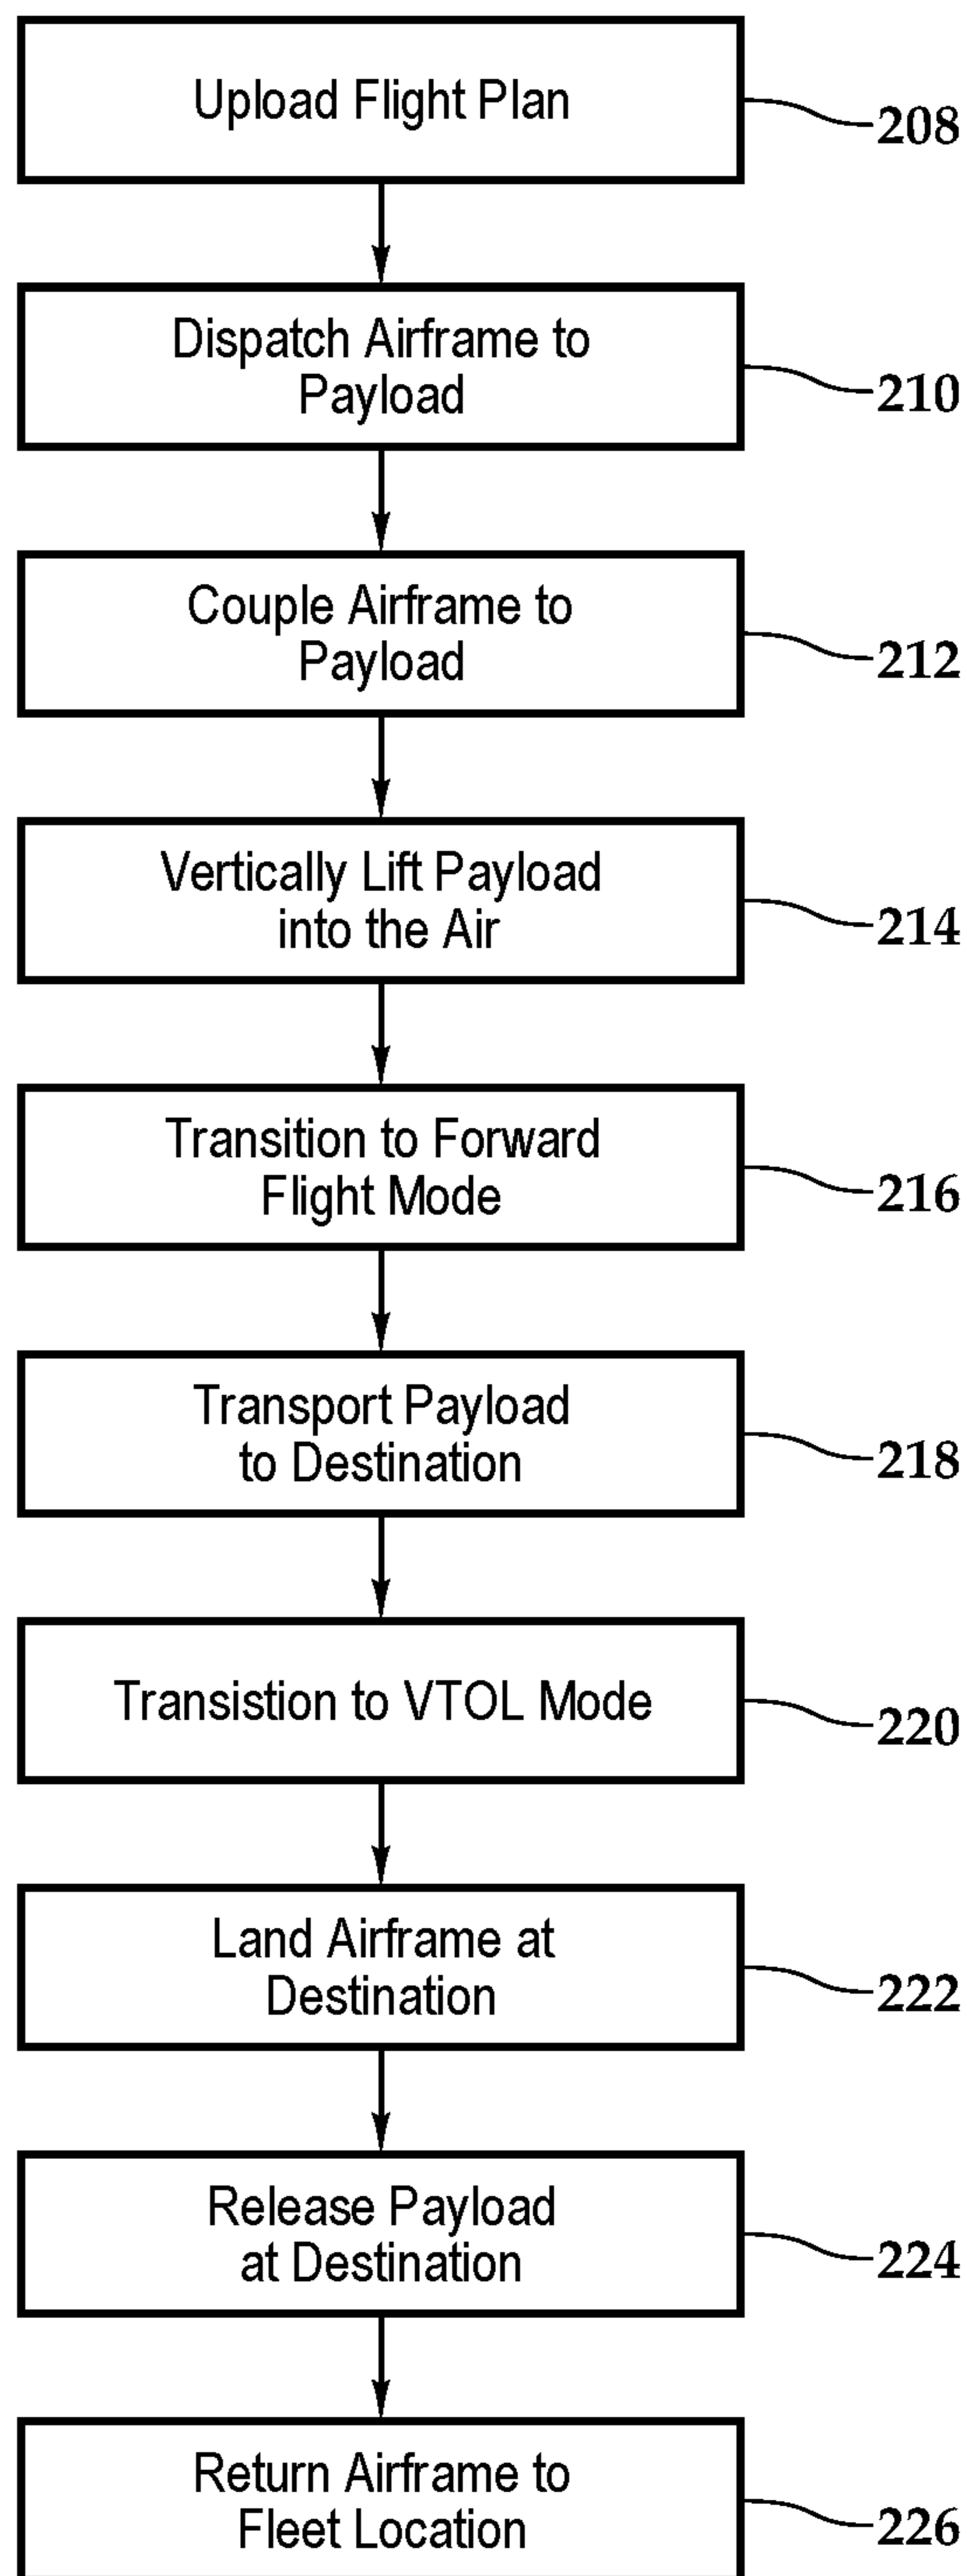 Upload Flight Plan
208
Dispatch Airframe to
Payload
210
Couple Airframe to
Payload
212
Vertically Lift Payload
into the Air
214
Transition to Forward
Flight Mode
216
Transport Payload
to Destination
218
Transistion to VTOL Mode
220
Land Airframe at
Destination
222
Release Payload
at Destination
224
Return Airframe to
Fleet Location
226